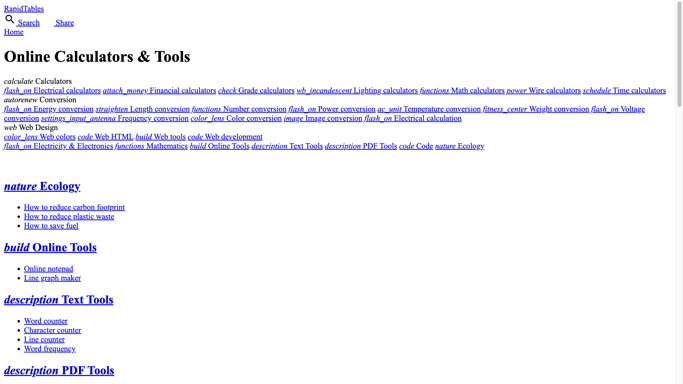 RapidTables
Search Share
Home
Online Calculators & Tools
calculate Calculators
flash_on Electrical calculators attach_money Financial calculators check Grade calculators wb_incandescent Lighting calculators functions Math calculators power Wire calculators schedule Time calculators
autorenew Conversion
flash_on Energy conversion straighten Length conversion functions Number conversion flash_on Power conversion ac_unit Temperature conversion fitness_center Weight conversion flash_on Voltage
conversion settings_input_antenna Frequency conversion color_lens Color conversion image Image conversion flash_on Electrical calculation
web Web Design
color_lens Web colors code Web HTML build Web tools code Web development
flash_on Electricity & Electronics functions Mathematics build Online Tools description Text Tools description PDF Tools code Code nature Ecology
nature Ecology
How to reduce carbon footprint
How to reduce plastic waste
How to save fuel
build Online Tools
Online notepad
Line graph maker
description Text Tools
Word counter
Character counter
Line counter
Word frequency
description PDF Tools